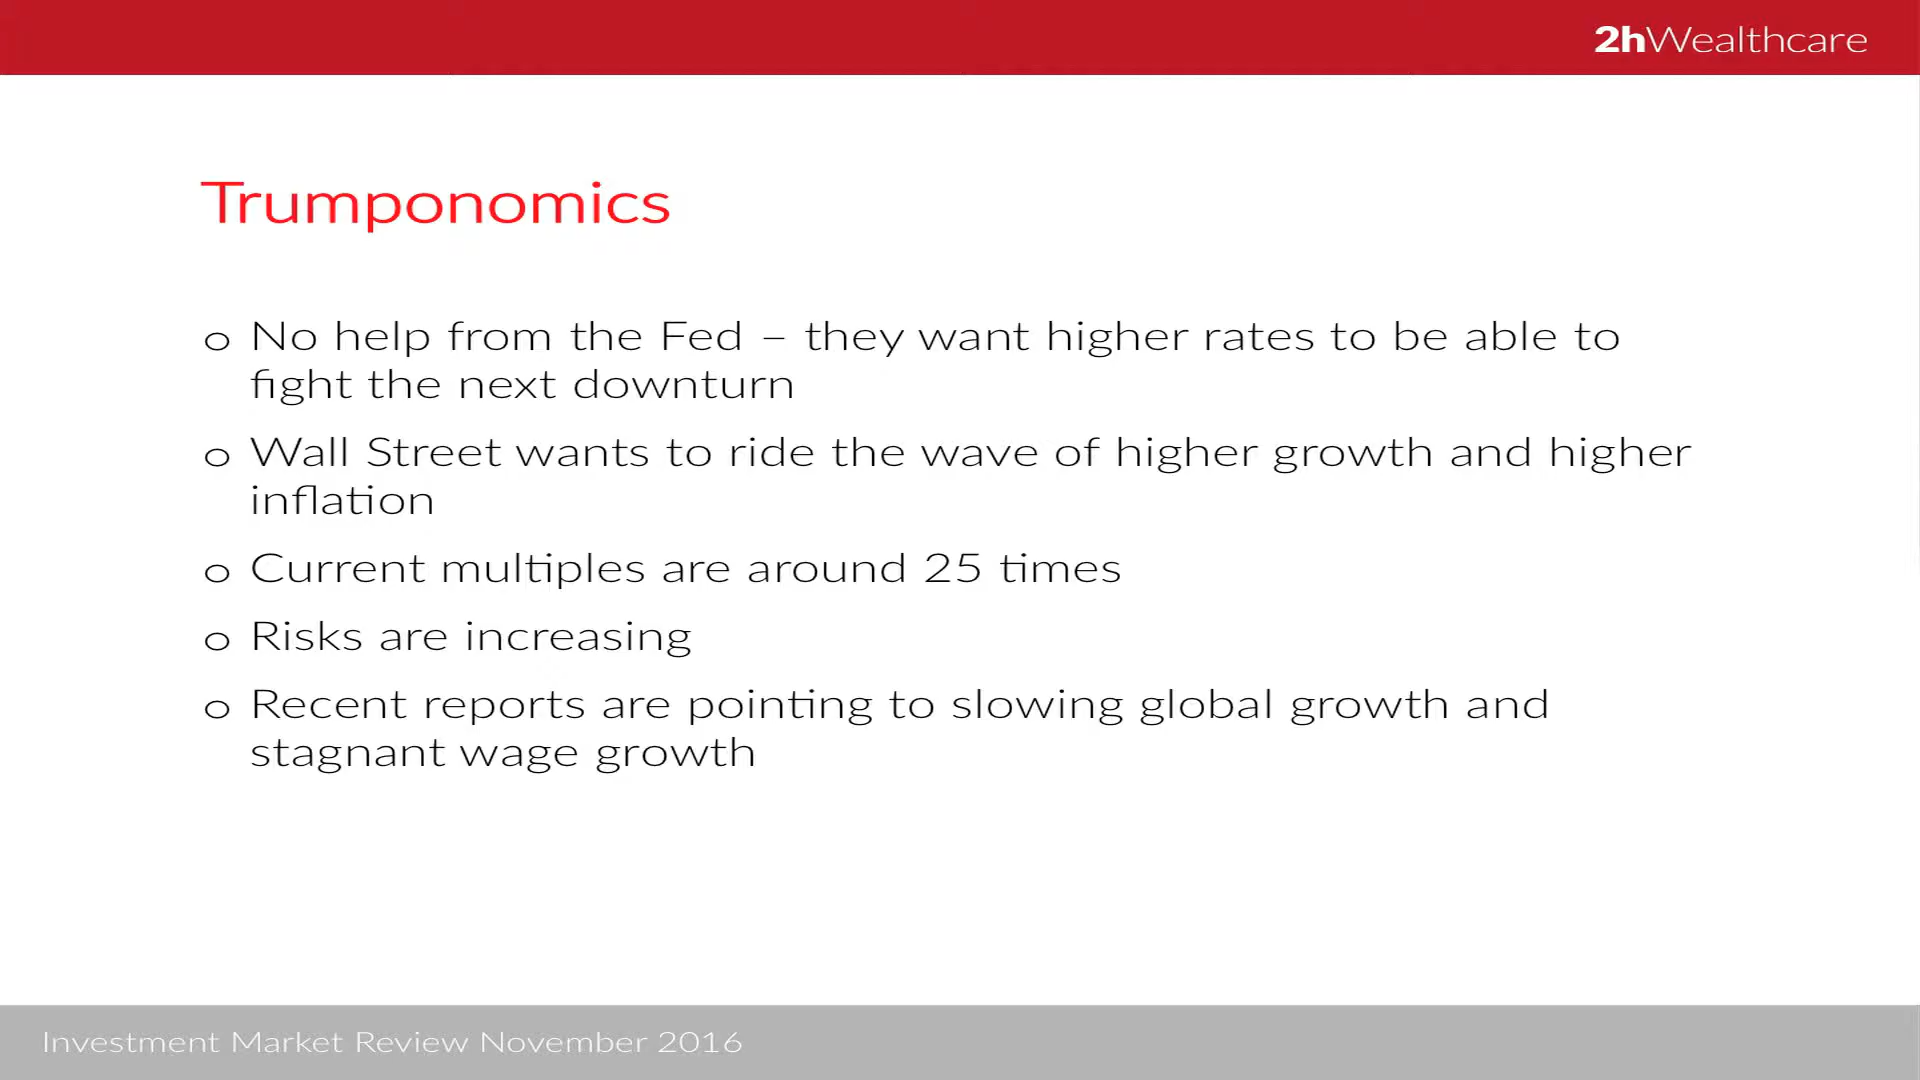 2hWealthcare
Trumponomics
o No help from the Fed – they want higher rates to be able to
fight the next downturn
o Wall Street wants to ride the wave of higher growth and higher
inflation
o Current multiples are around 25 times
o Risks are increasing
o Recent reports are pointing to slowing global growth and
stagnant wage growth
Investment Market Review November 2016